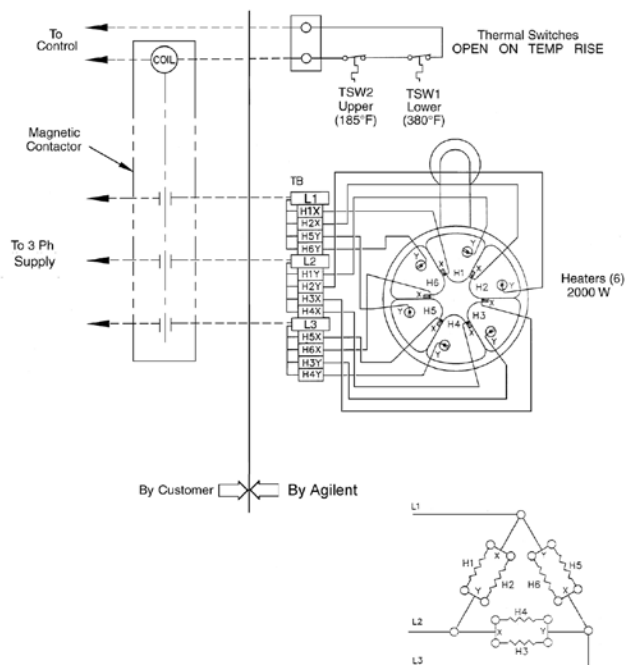 To
Control
COIL
Thermal Switches
OPEN ON TEMP RISE
TSW2
Upper
(185°F)
TSW1
Lower
(380°F)
Magnetic
Contactor
TB
L1
H1X
H2X
H5Y
H6Y
L2
H1Y
H2Y
H3X
H4X
L3
H5X
H6X
H3Y
H4Y
To 3 Ph
Supply
Y
Y
X
X
H6
H1
H2
Y
X
X
H5
H4
H3
Y
X
X
Y
Y
Heaters (6)
2000 W
By Customer
By Agilent
L1
X
Y
H1
H2
H6
H5
Y
X
L2
H4
X
Y
H3
L3